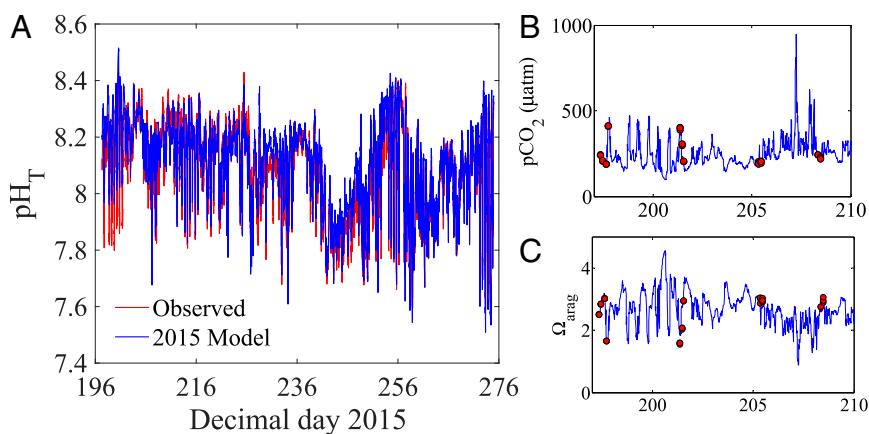 A
8.6
8.4
8.2
8
7.8
7.6
7.4
pH_T
Observed
2015 Model
196
216
236
256
276
Decimal day 2015
B
1000
500
0
pCO₂ (µatm)
200
205
210
C
4
2
0
Ω_arag
200
205
210